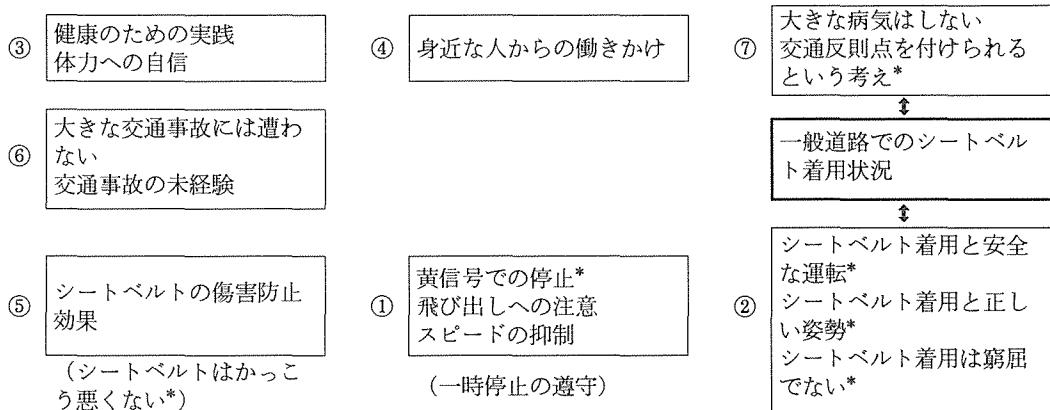 ③
健康のための実践
体力への自信
④
身近な人からの働きかけ
⑦
大きな病気はしない
交通反則点を付けられる
という考え*
⇕
⑥
大きな交通事故には遭わ
ない
交通事故の未経験
一般道路でのシートベル
ト着用状況
⇕
⑤
シートベルトの傷害防止
効果
(シートベルトはかっこ
う悪くない*)
①
黄信号での停止*
飛び出しへの注意
スピードの抑制
(一時停止の遵守)
②
シートベルト着用と安全
な運転*
シートベルト着用と正し
い姿勢*
シートベルト着用は窮屈
でない*